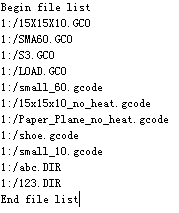 Begin file list
1:/15X15X10.GCO
1:/SMA60.GCO
1:/S3.GCO
1:/LOAD.GCO
1:/small_60.gcode
1:/15x15x10_no_heat.gcode
1:/Paper_Plane_no_heat.gcode
1:/shoe.gcode
1:/small_10.gcode
1:/abc.DIR
1:/123.DIR
End file list